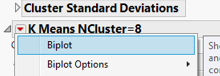 Cluster Standard Deviations
K Means NCluster=8
Biplot
Biplot Options